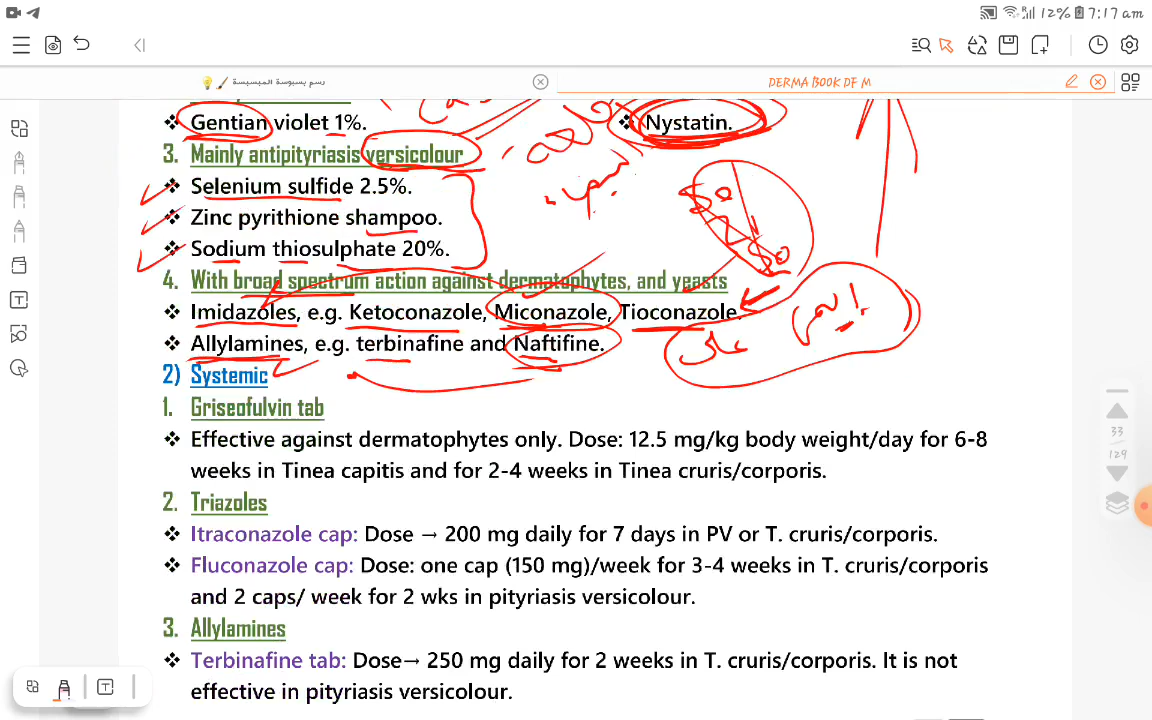 12% 7:17 am
رسم بسبوسة المبسبسة
DERMA BOOK DF M
❖ Gentian violet 1%.
❖ Nystatin.
3. Mainly antipityriasis versicolour
❖ Selenium sulfide 2.5%.
❖ Zinc pyrithione shampoo.
❖ Sodium thiosulphate 20%.
4. With broad spectrum action against dermatophytes, and yeasts
❖ Imidazoles, e.g. Ketoconazole, Miconazole, Tioconazole.
❖ Allylamines, e.g. terbinafine and Naftifine.
2) Systemic
1. Griseofulvin tab
❖ Effective against dermatophytes only. Dose: 12.5 mg/kg body weight/day for 6-8
weeks in Tinea capitis and for 2-4 weeks in Tinea cruris/corporis.
2. Triazoles
❖ Itraconazole cap: Dose → 200 mg daily for 7 days in PV or T. cruris/corporis.
❖ Fluconazole cap: Dose: one cap (150 mg)/week for 3-4 weeks in T. cruris/corporis
and 2 caps/ week for 2 wks in pityriasis versicolour.
3. Allylamines
❖ Terbinafine tab: Dose→ 250 mg daily for 2 weeks in T. cruris/corporis. It is not
effective in pityriasis versicolour.
33
129